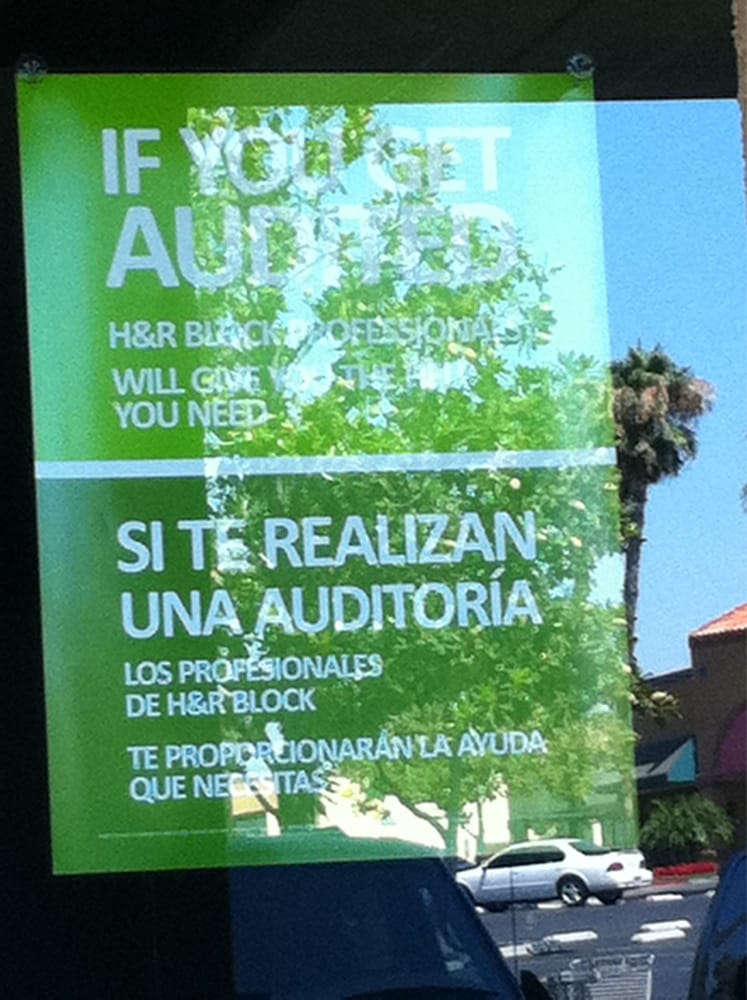 IF YOU GET
AUDITED
H&R BLOCK PROFESSIONALS
WILL GIVE YOU THE HELP
YOU NEED
SI TE REALIZAN
UNA AUDITORÍA
LOS PROFESIONALES
DE H&R BLOCK
TE PROPORCIONARÁN LA AYUDA
QUE NECESITAS